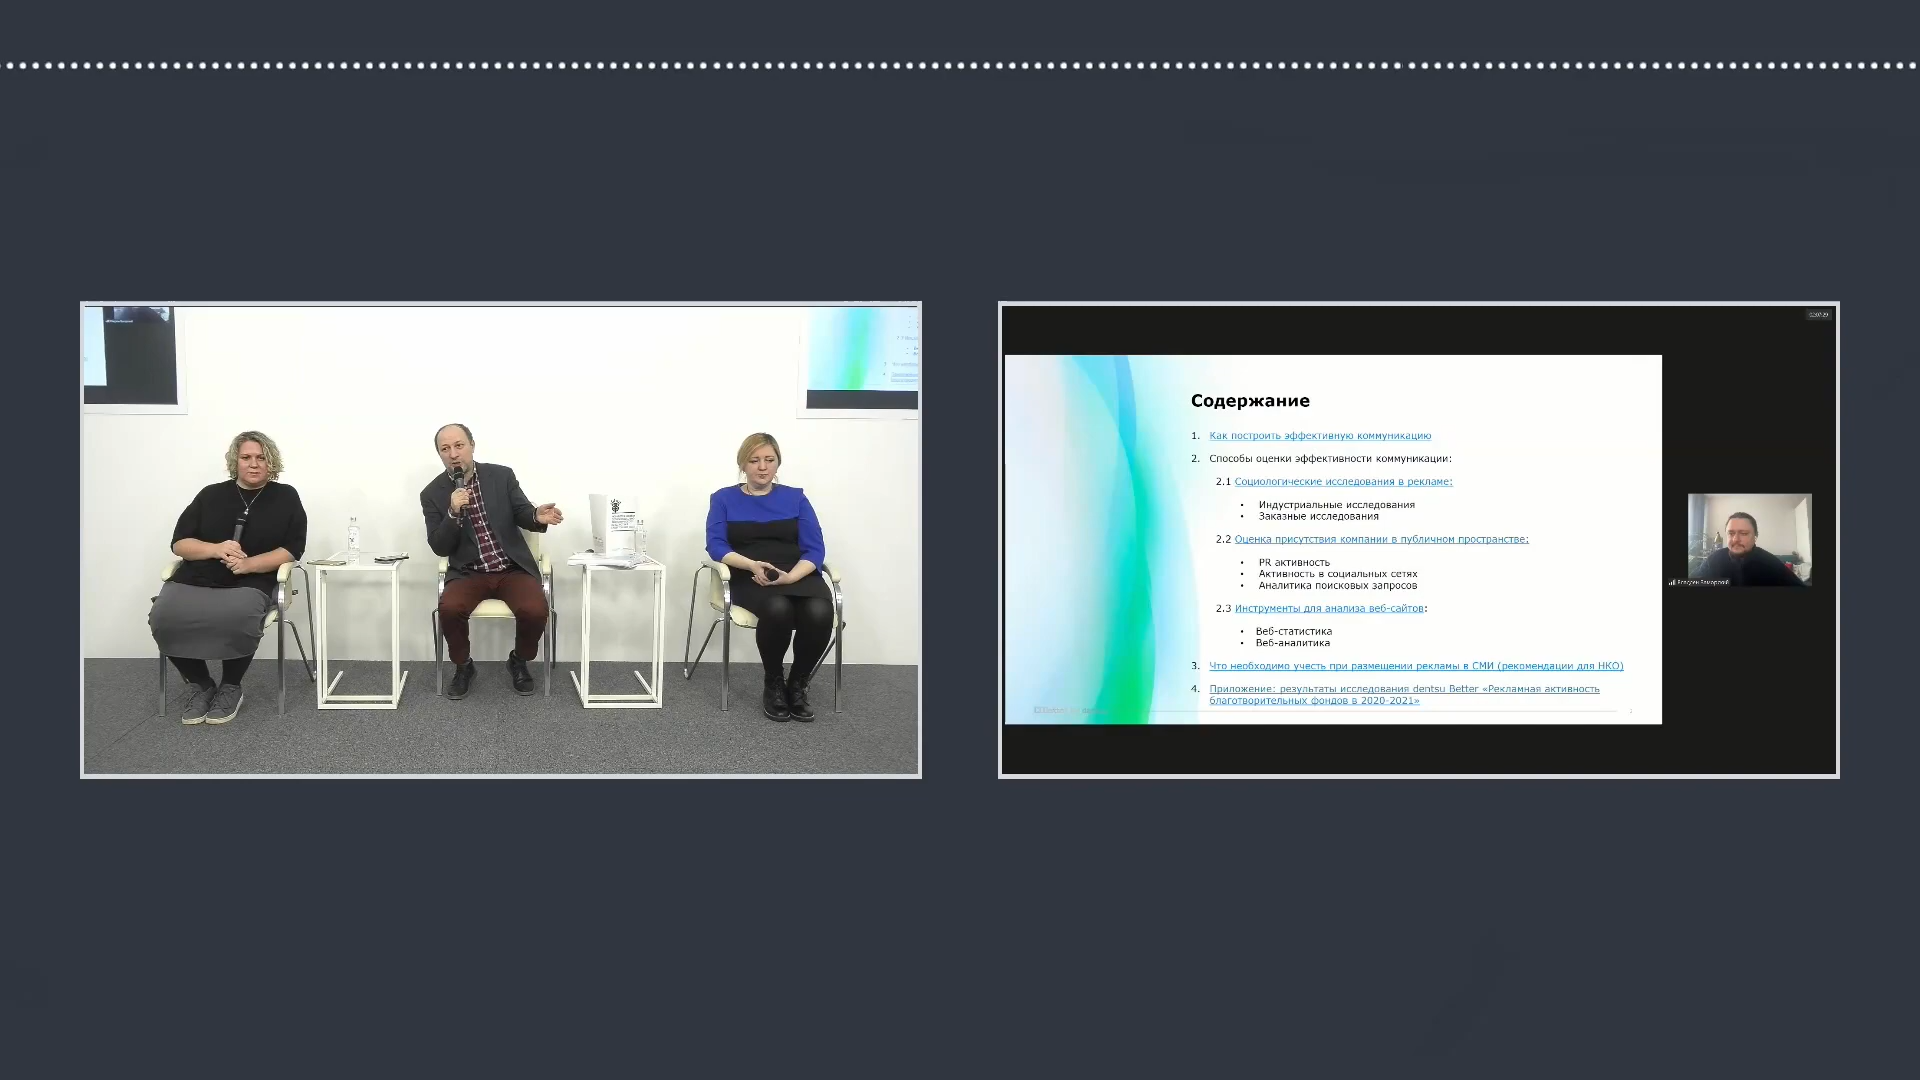 Содержание
1. Как построить эффективную коммуникацию
2. Способы оценки эффективности коммуникации:
2.1 Социологические исследования в рекламе:
• Индустриальные исследования
• Заказные исследования
2.2 Оценка присутствия компании в публичном пространстве:
• PR активность
• Активность в социальных сетях
• Аналитика поисковых запросов
2.3 Инструменты для анализа веб-сайтов:
• Веб-статистика
• Веб-аналитика
3. Что необходимо учесть при размещении рекламы в СМИ (рекомендации для НКО)
4. Приложение: результаты исследования dentsu Better «Рекламная активность
благотворительных фондов в 2020-2021»